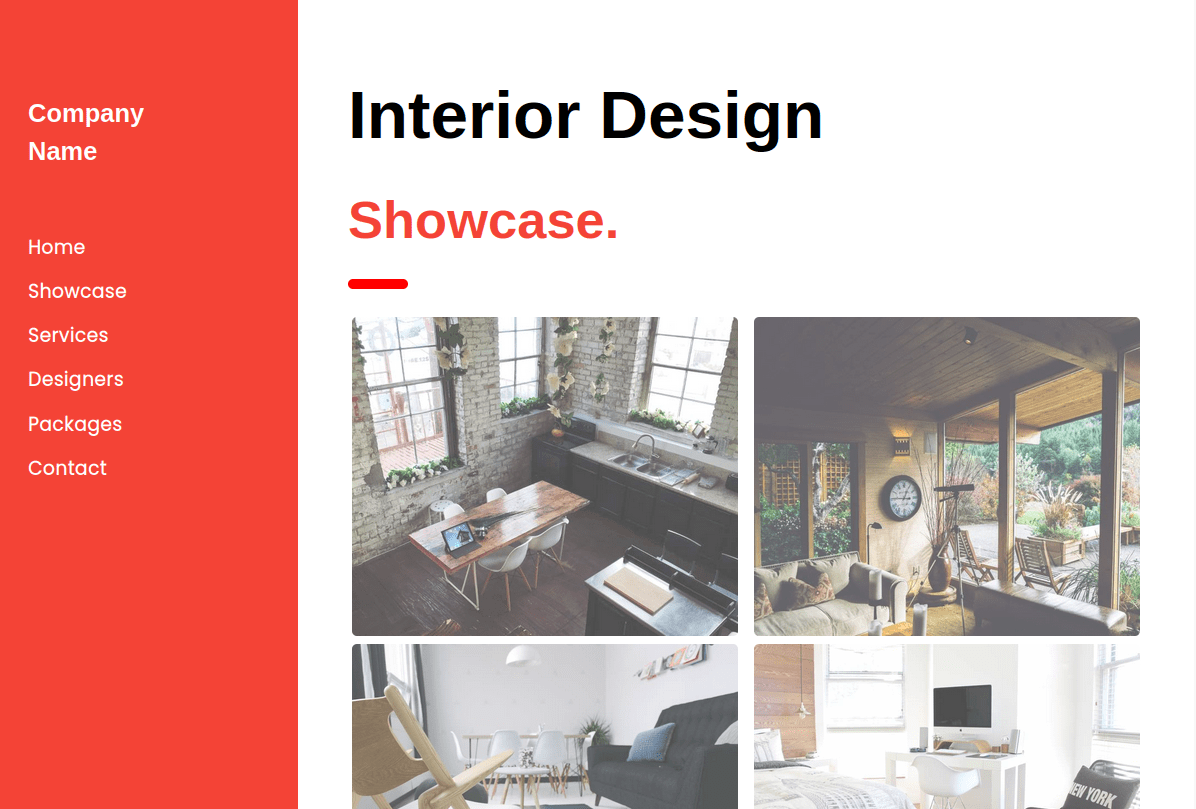 Company
Name
Home
Showcase
Services
Designers
Packages
Contact
Interior Design
Showcase.
NEW YORK